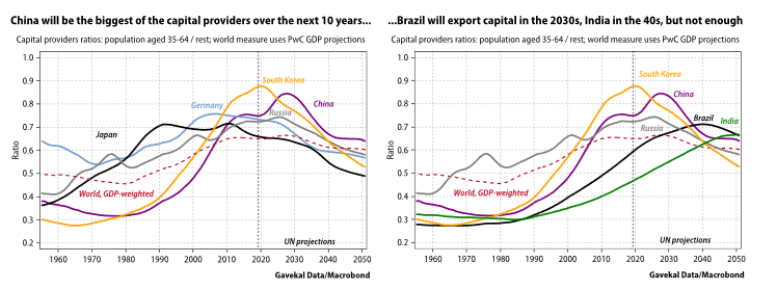 China will be the biggest of the capital providers over the next 10 years...
Capital providers ratios: population aged 35-64 / rest; world measure uses PwC GDP projections
1.0
0.9
0.8
0.7
0.6
0.5
0.4
0.3
0.2
Ratio
South Korea
China
Germany
Russia
Japan
World, GDP-weighted
UN projections
1960 1970 1980 1990 2000 2010 2020 2030 2040 2050
Gavekal Data/Macrobond
...Brazil will export capital in the 2030s, India in the 40s, but not enough
Capital providers ratios: population aged 35-64 / rest; world measure uses PwC GDP projections
1.0
0.9
0.8
0.7
0.6
0.5
0.4
0.3
0.2
Ratio
South Korea
China
Brazil
India
Russia
World, GDP-weighted
UN projections
1960 1970 1980 1990 2000 2010 2020 2030 2040 2050
Gavekal Data/Macrobond